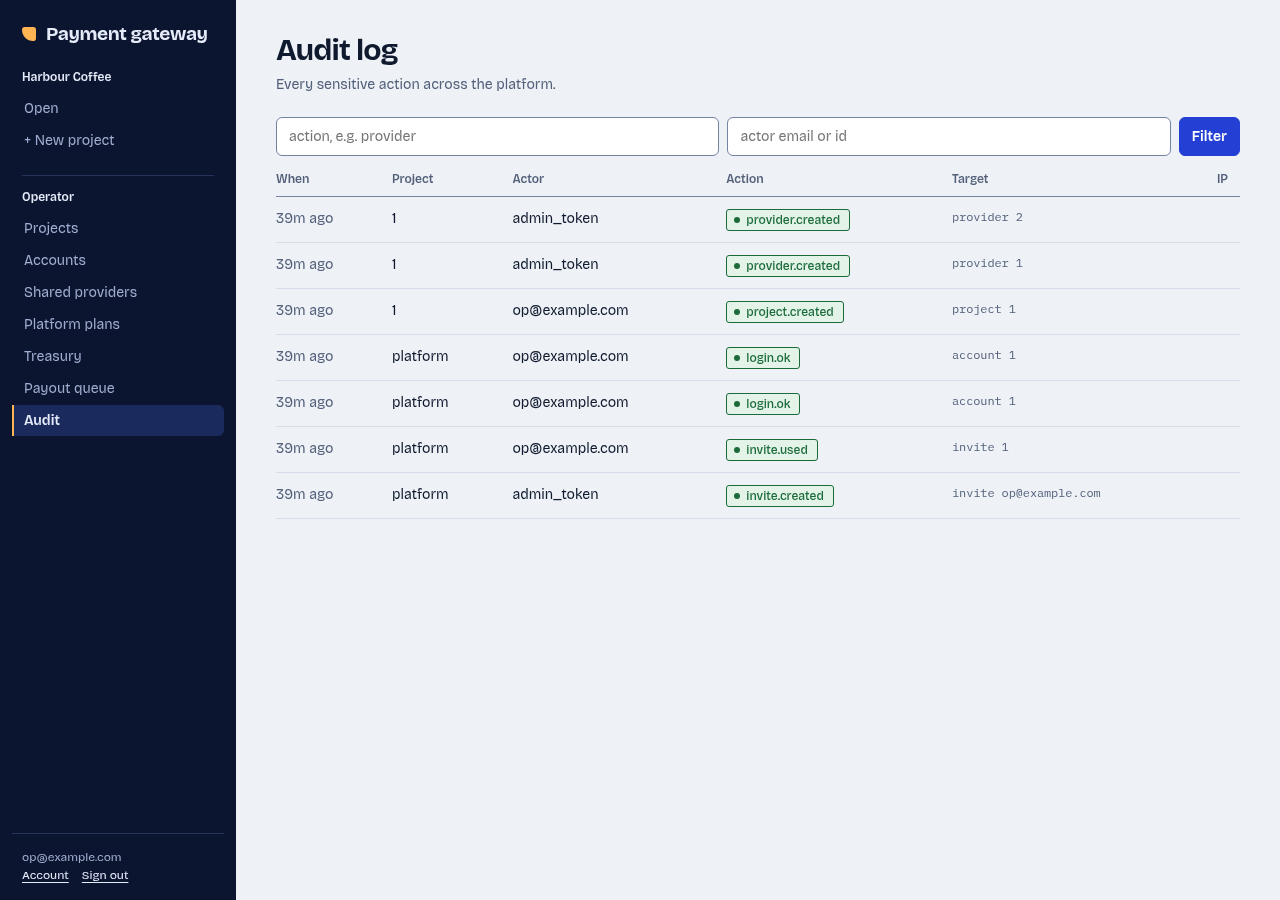 Payment gateway
Harbour Coffee
Open
+ New project
Operator
Projects
Accounts
Shared providers
Platform plans
Treasury
Payout queue
Audit
op@example.com
Account Sign out
Audit log
Every sensitive action across the platform.
action, e.g. provider actor email or id Filter
When Project Actor Action Target IP
39m ago 1 admin_token provider.created provider 2
39m ago 1 admin_token provider.created provider 1
39m ago 1 op@example.com project.created project 1
39m ago platform op@example.com login.ok account 1
39m ago platform op@example.com login.ok account 1
39m ago platform op@example.com invite.used invite 1
39m ago platform admin_token invite.created invite op@example.com